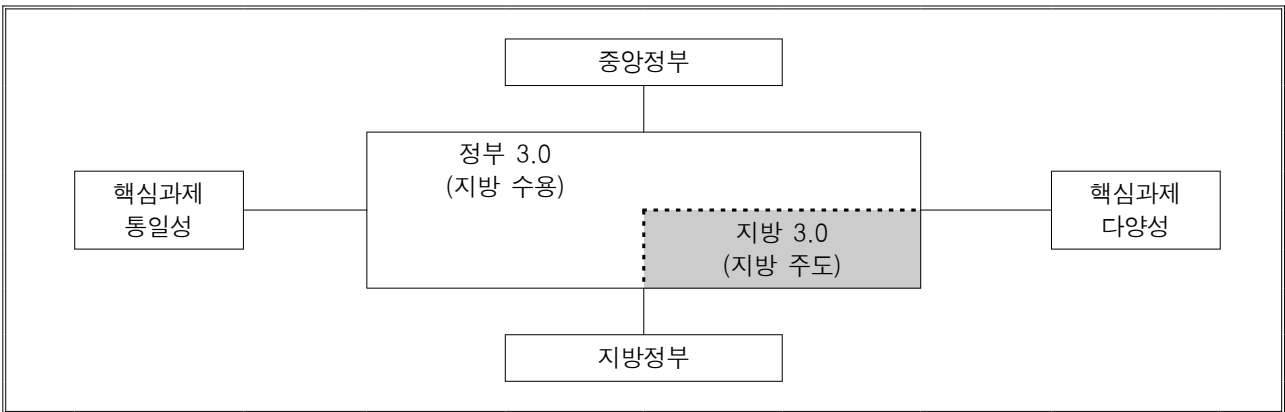 중앙정부
정부 3.0
(지방 수용)
핵심과제
통일성
지방 3.0
(지방 주도)
핵심과제
다양성
지방정부